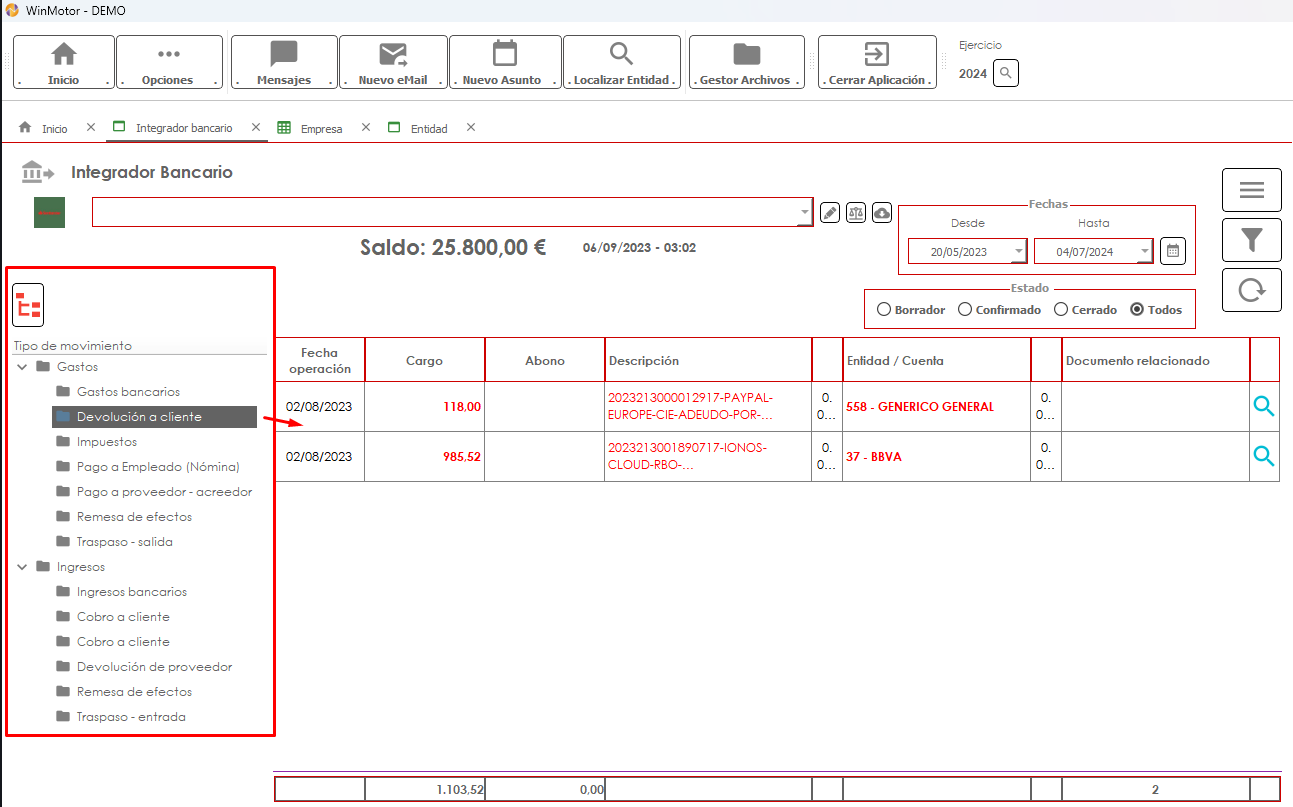 WinMotor - DEMO
Inicio
Opciones
Mensajes
Nuevo eMail
Nuevo Asunto
Localizar Entidad
Gestor Archivos
Cerrar Aplicación
Ejercicio
2024
Inicio
Integrador bancario
Empresa
Entidad
Integrador Bancario
Saldo: 25.800,00 €
06/09/2023 - 03:02
Fechas
Desde
Hasta
20/05/2023
04/07/2024
Estado
Borrador
Confirmado
Cerrado
Todos
Tipo de movimiento
Gastos
Gastos bancarios
Devolución a cliente
Impuestos
Pago a Empleado (Nómina)
Pago a proveedor - acreedor
Remesa de efectos
Traspaso - salida
Ingresos
Ingresos bancarios
Cobro a cliente
Cobro a cliente
Devolución de proveedor
Remesa de efectos
Traspaso - entrada
Fecha
operación
Cargo
Abono
Descripción
Entidad / Cuenta
Documento relacionado
02/08/2023
118,00
2023213000012917-PAYPAL-
EUROPE-CIE-ADEUDO-POR-...
0.
0...
558 - GENERICO GENERAL
0.
0...
02/08/2023
985,52
2023213001890717-IONOS-
CLOUD-RBO-...
0.
0...
37 - BBVA
0.
0...
1.103,52
0,00
2